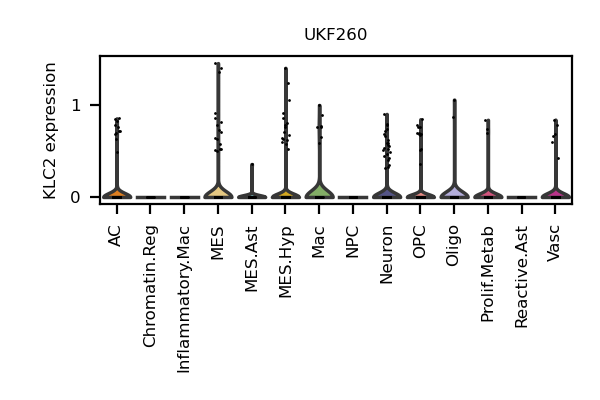 UKF260
KLC2 expression
1
0
AC
Chromatin.Reg
Inflammatory.Mac
MES
MES.Ast
MES.Hyp
Mac
NPC
Neuron
OPC
Oligo
Prolif.Metab
Reactive.Ast
Vasc